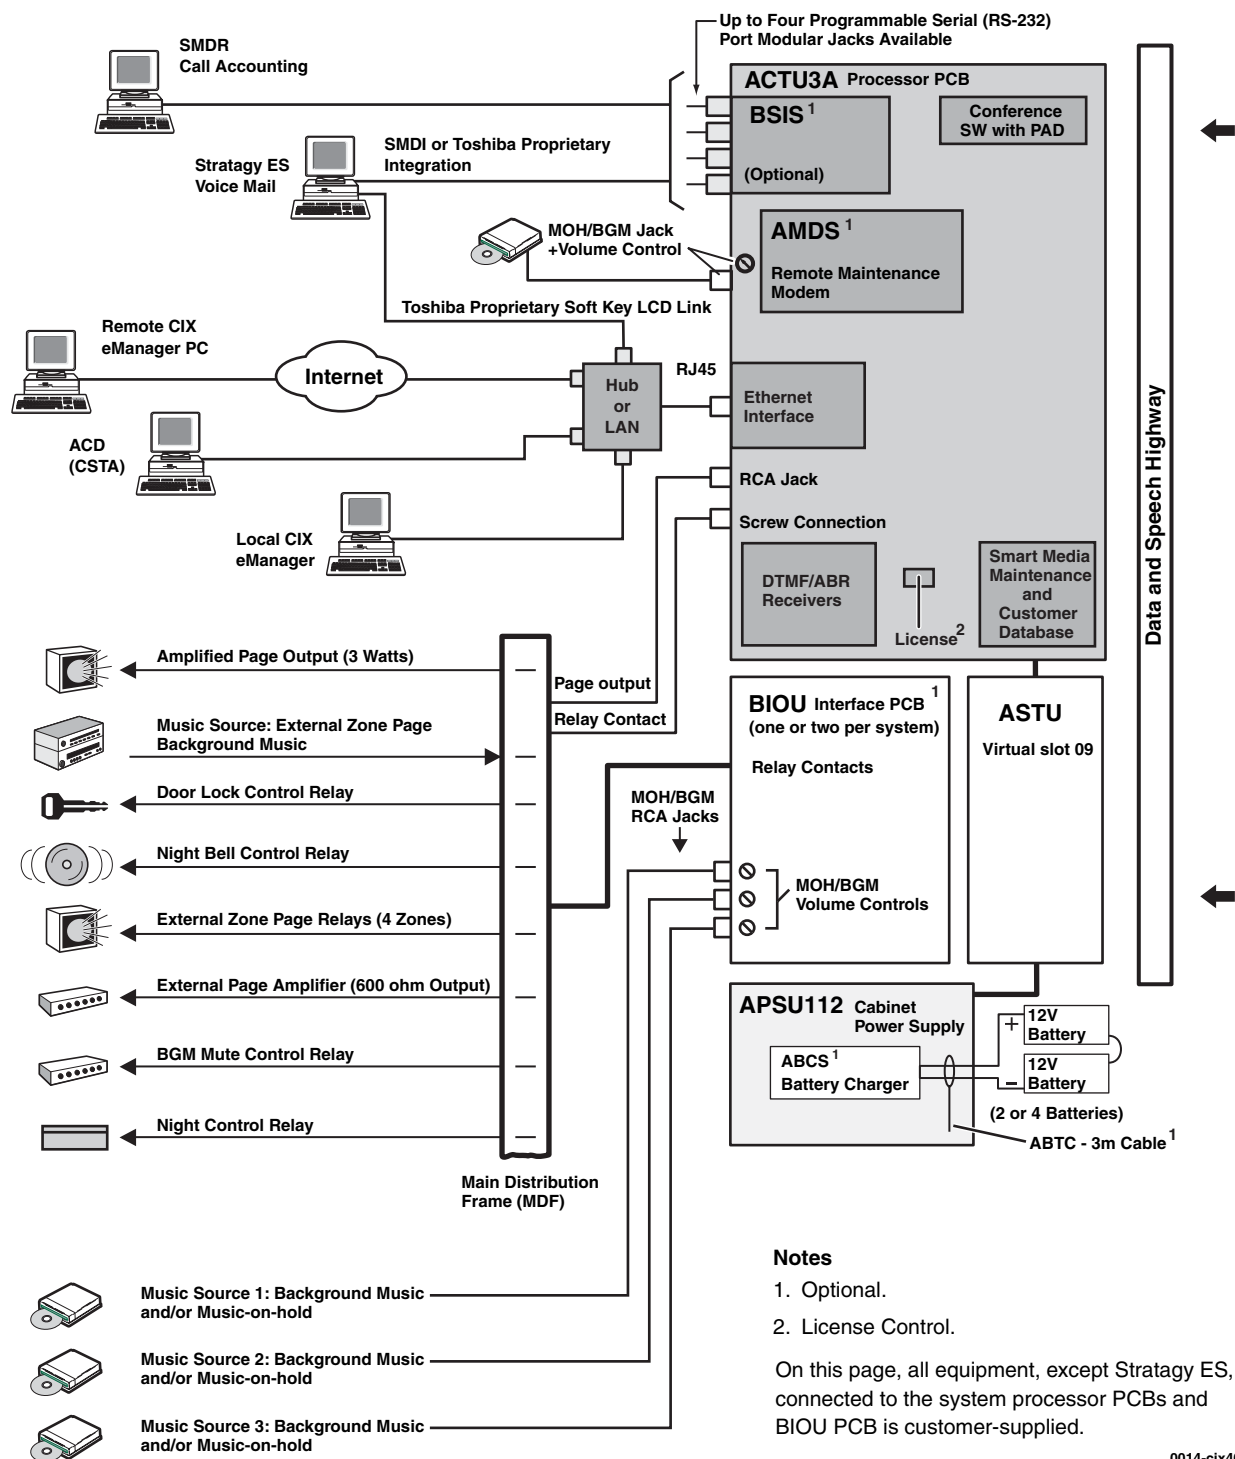 Up to Four Programmable Serial (RS-232)
Port Modular Jacks Available
SMDR
Call Accounting
ACTU3A Processor PCB
BSIS 1
(Optional)
Conference
SW with PAD
Stratagy ES
Voice Mail
SMDI or Toshiba Proprietary
Integration
MOH/BGM Jack
+Volume Control
AMDS 1
Remote Maintenance
Modem
Toshiba Proprietary Soft Key LCD Link
Remote CIX
eManager PC
Internet
Hub
or
LAN
RJ45
Ethernet
Interface
ACD
(CSTA)
RCA Jack
Screw Connection
Local CIX
eManager
DTMF/ABR
Receivers
License2
Smart Media
Maintenance
and
Customer
Database
Data and Speech Highway
Amplified Page Output (3 Watts)
Page output
Relay Contact
Music Source: External Zone Page
Background Music
Door Lock Control Relay
Night Bell Control Relay
External Zone Page Relays (4 Zones)
External Page Amplifier (600 ohm Output)
BGM Mute Control Relay
Night Control Relay
Main Distribution
Frame (MDF)
BIOU Interface PCB 1
(one or two per system)
Relay Contacts
MOH/BGM
RCA Jacks
MOH/BGM
Volume Controls
ASTU
Virtual slot 09
APSU112 Cabinet
Power Supply
ABCS 1
Battery Charger
+
12V
Battery
–
12V
Battery
(2 or 4 Batteries)
ABTC - 3m Cable 1
Music Source 1: Background Music
and/or Music-on-hold
Music Source 2: Background Music
and/or Music-on-hold
Music Source 3: Background Music
and/or Music-on-hold
Notes
1. Optional.
2. License Control.
On this page, all equipment, except Stratagy ES,
connected to the system processor PCBs and
BIOU PCB is customer-supplied.